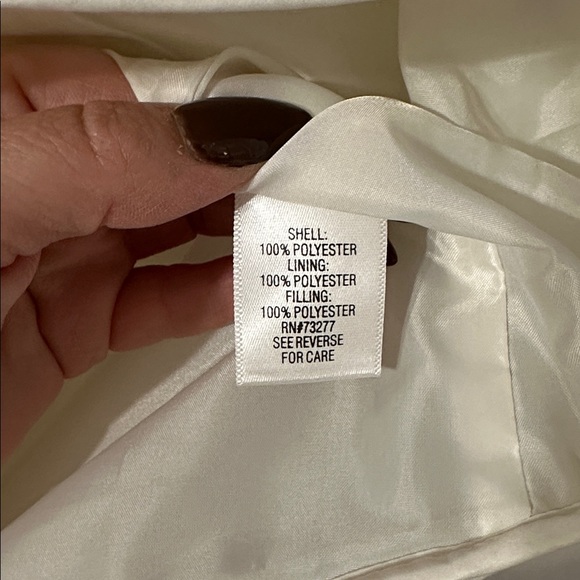 SHELL:
100% POLYESTER
LINING:
100% POLYESTER
FILLING:
100% POLYESTER
RN#73277
SEE REVERSE
FOR CARE